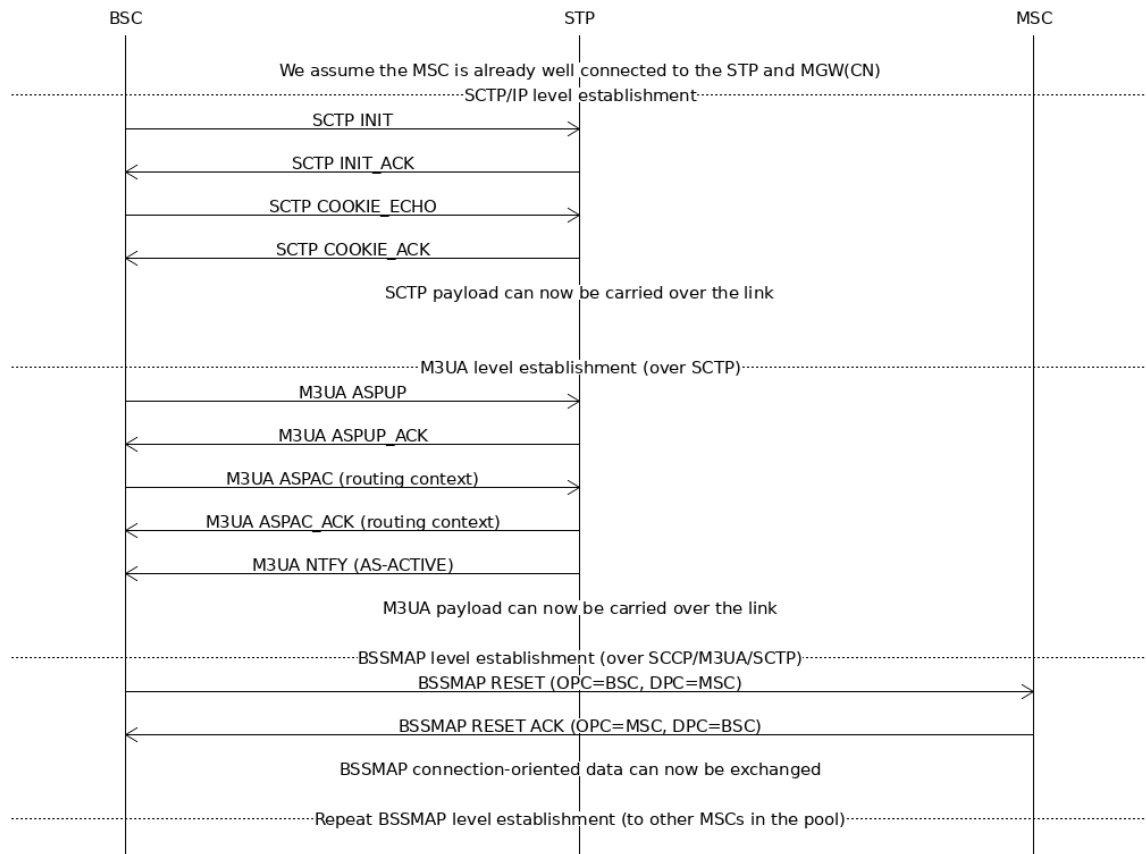 BSC STP MSC
We assume the MSC is already well connected to the STP and MGW(CN)
SCTP/IP level establishment
SCTP INIT
SCTP INIT_ACK
SCTP COOKIE_ECHO
SCTP COOKIE_ACK
SCTP payload can now be carried over the link
M3UA level establishment (over SCTP)
M3UA ASPUP
M3UA ASPUP_ACK
M3UA ASPAC (routing context)
M3UA ASPAC_ACK (routing context)
M3UA NTFY (AS-ACTIVE)
M3UA payload can now be carried over the link
BSSMAP level establishment (over SCCP/M3UA/SCTP)
BSSMAP RESET (OPC=BSC, DPC=MSC)
BSSMAP RESET ACK (OPC=MSC, DPC=BSC)
BSSMAP connection-oriented data can now be exchanged
Repeat BSSMAP level establishment (to other MSCs in the pool)